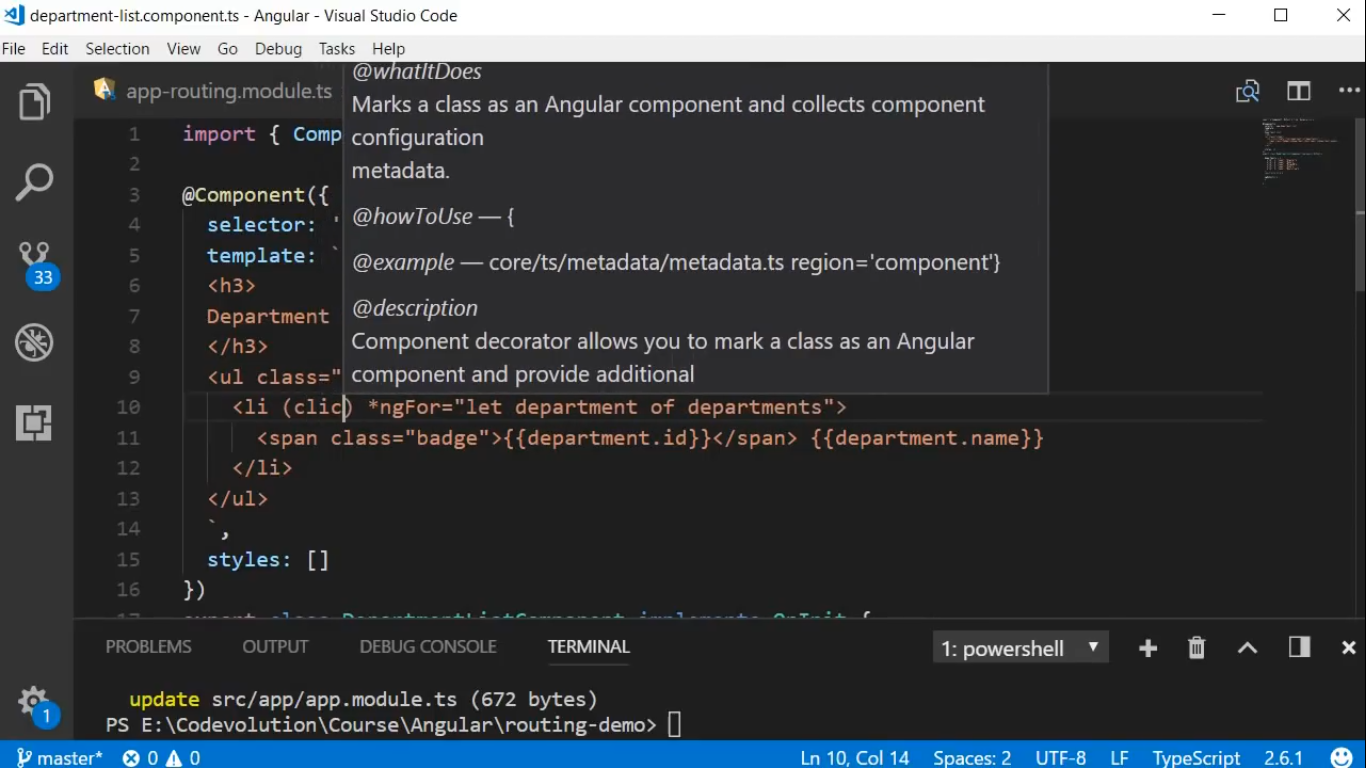 department-list.component.ts - Angular - Visual Studio Code
File Edit Selection View Go Debug Tasks Help
app-routing.module.ts
@whatItDoes
Marks a class as an Angular component and collects component
configuration
metadata.
@howToUse — {
@example — core/ts/metadata/metadata.ts region='component'}
@description
Component decorator allows you to mark a class as an Angular
component and provide additional
1 import { Comp
2
3 @Component({
4 selector: '
5 template: `
6 <h3>
7 Department
8 </h3>
9 <ul class="
10 <li (clic) *ngFor="let department of departments">
11 <span class="badge">{{department.id}}</span> {{department.name}}
12 </li>
13 </ul>
14 `,
15 styles: []
16 })
17 export class DepartmentListComponent implements OnInit {
33
1
PROBLEMS OUTPUT DEBUG CONSOLE TERMINAL 1: powershell
update src/app/app.module.ts (672 bytes)
PS E:\Codevolution\Course\Angular\routing-demo>
master* 0 0 Ln 10, Col 14 Spaces: 2 UTF-8 LF TypeScript 2.6.1